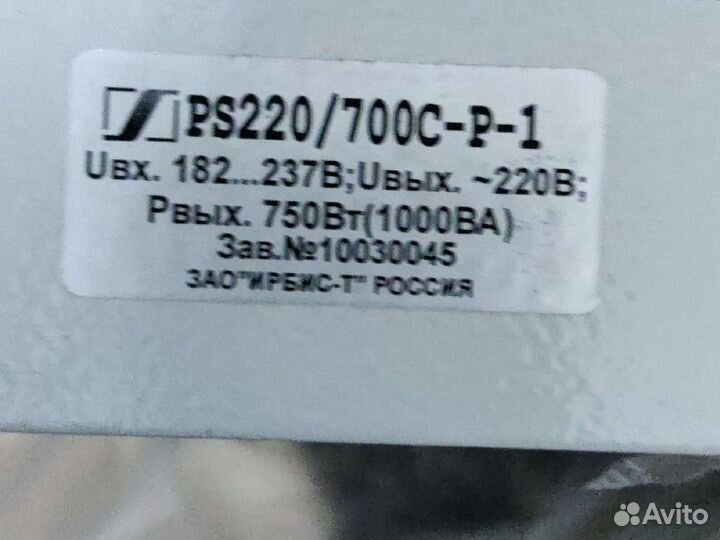 PS220/700C-P-1
Uвх. 182...237В;Uвых. ~220В;
Рвых. 750Вт(1000ВА)
Зав.№10030045
ЗАО"ИРБИС-Т" РОССИЯ
Avito